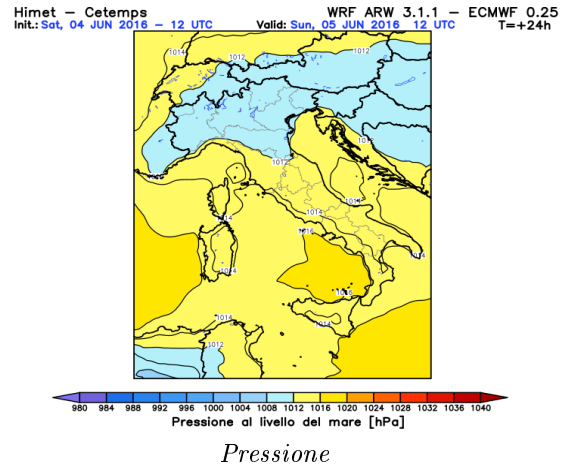 Himet – Cetemps WRF ARW 3.1.1 – ECMWF 0.25
Init.: Sat, 04 JUN 2016 – 12 UTC Valid: Sun, 05 JUN 2016 12 UTC T=+24h
1014 1012 1012
1012
1012
1014 1014 1013
1016
1014 1014
1016
1014 1014
1012
980 984 988 992 996 1000 1004 1008 1012 1016 1020 1024 1028 1032 1036 1040
Pressione al livello del mare [hPa]
Pressione